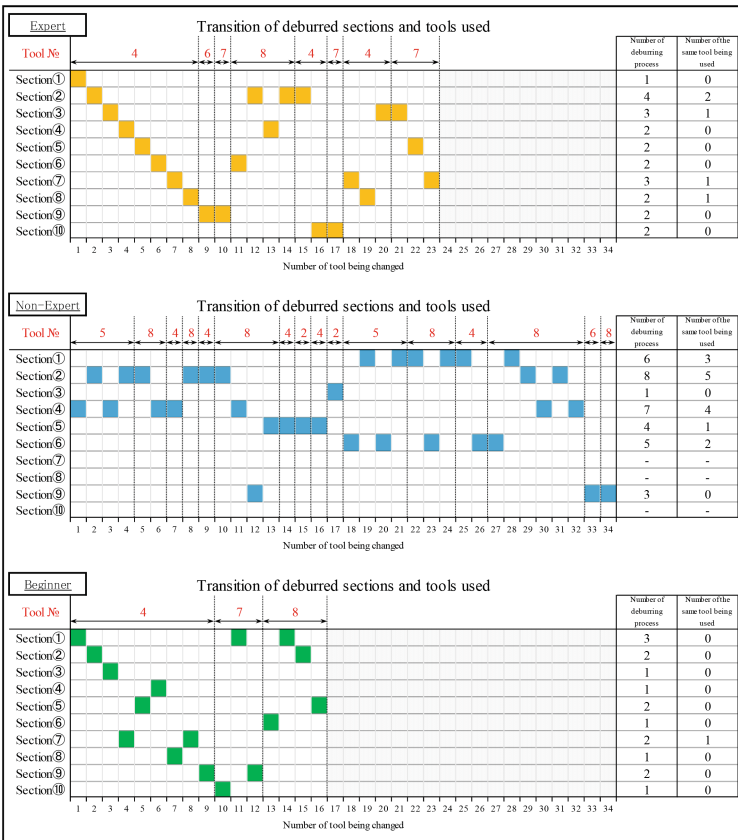 Expert
Transition of deburred sections and tools used
Number of deburring process
Number of the same tool being used
Tool № 4 6 7 8 4 7 4 7
Section① 1 0
Section② 4 2
Section③ 3 1
Section④ 2 0
Section⑤ 2 0
Section⑥ 2 0
Section⑦ 3 1
Section⑧ 2 1
Section⑨ 2 0
Section⑩ 2 0
1 2 3 4 5 6 7 8 9 10 11 12 13 14 15 16 17 18 19 20 21 22 23 24 25 26 27 28 29 30 31 32 33 34
Number of tool being changed
Non-Expert
Transition of deburred sections and tools used
Number of deburring process
Number of the same tool being used
Tool № 5 8 4 8 4 8 4 2 4 2 5 8 4 8 6 8
Section① 6 3
Section② 8 5
Section③ 1 0
Section④ 7 4
Section⑤ 4 1
Section⑥ 5 2
Section⑦ - -
Section⑧ - -
Section⑨ 3 0
Section⑩ - -
1 2 3 4 5 6 7 8 9 10 11 12 13 14 15 16 17 18 19 20 21 22 23 24 25 26 27 28 29 30 31 32 33 34
Number of tool being changed
Beginner
Transition of deburred sections and tools used
Number of deburring process
Number of the same tool being used
Tool № 4 7 8
Section① 3 0
Section② 2 0
Section③ 1 0
Section④ 1 0
Section⑤ 2 0
Section⑥ 1 0
Section⑦ 2 1
Section⑧ 1 0
Section⑨ 2 0
Section⑩ 1 0
1 2 3 4 5 6 7 8 9 10 11 12 13 14 15 16 17 18 19 20 21 22 23 24 25 26 27 28 29 30 31 32 33 34
Number of tool being changed